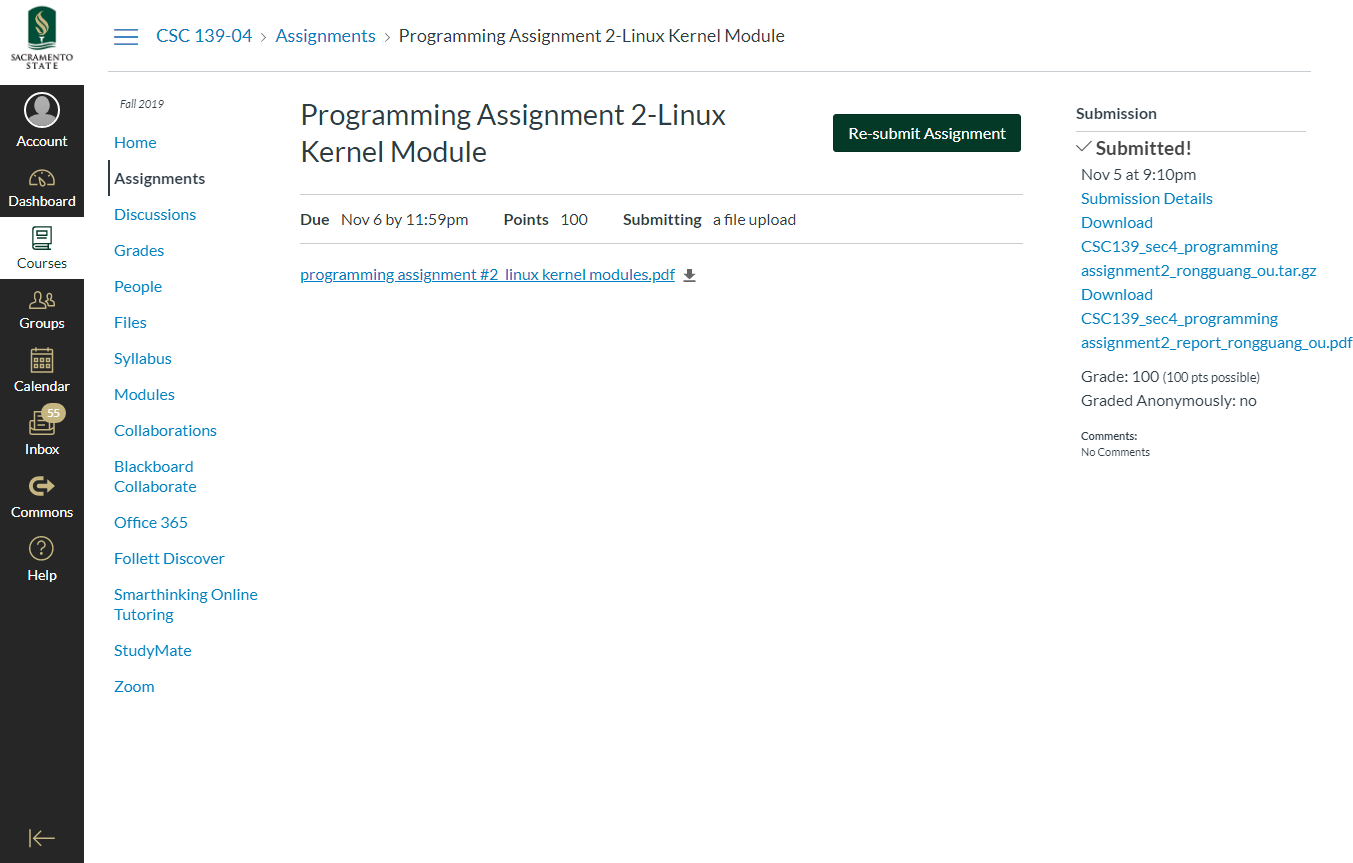 SACRAMENTO
STATE
Account
Dashboard
Courses
Groups
Calendar
55
Inbox
Commons
?
Help
CSC 139-04 › Assignments › Programming Assignment 2-Linux Kernel Module
Fall 2019
Home
Assignments
Discussions
Grades
People
Files
Syllabus
Modules
Collaborations
Blackboard
Collaborate
Office 365
Follett Discover
Smarthinking Online
Tutoring
StudyMate
Zoom
Programming Assignment 2-Linux
Kernel Module
Re-submit Assignment
Due Nov 6 by 11:59pm Points 100 Submitting a file upload
programming assignment #2_linux kernel modules.pdf
Submission
Submitted!
Nov 5 at 9:10pm
Submission Details
Download
CSC139_sec4_programming
assignment2_rongguang_ou.tar.gz
Download
CSC139_sec4_programming
assignment2_report_rongguang_ou.pdf
Grade: 100 (100 pts possible)
Graded Anonymously: no
Comments:
No Comments